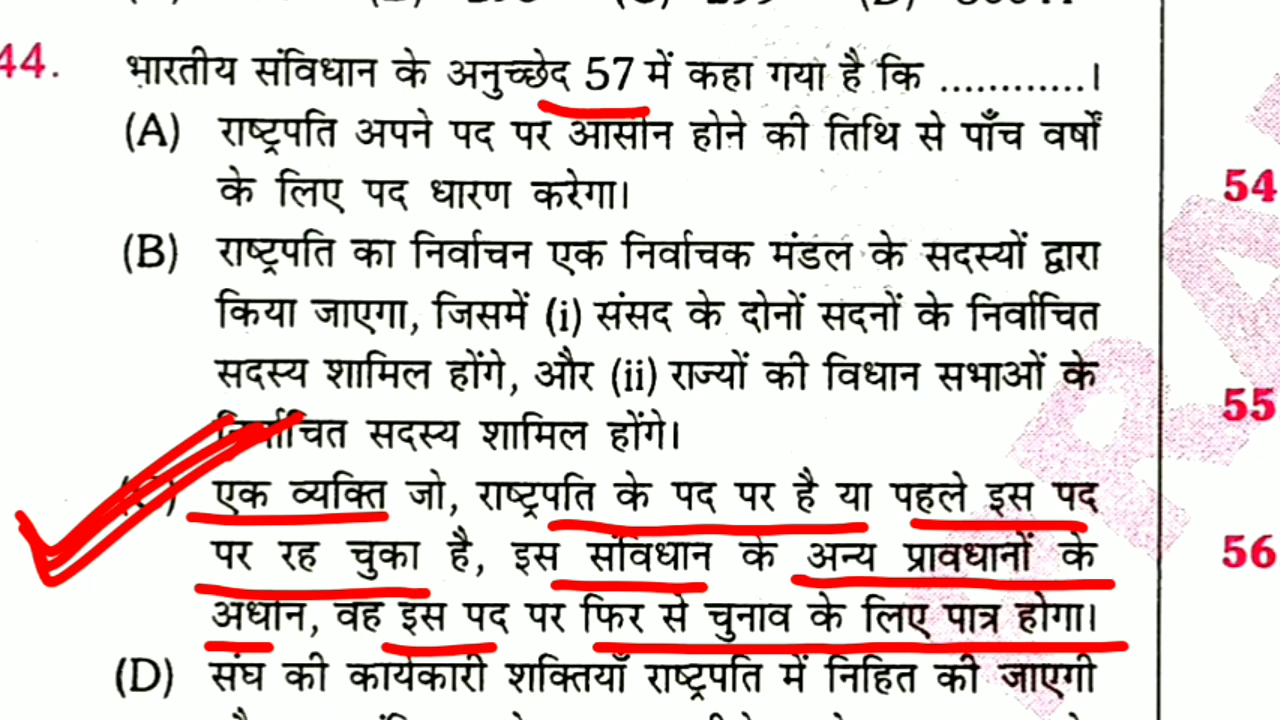 44. भारतीय संविधान के अनुच्छेद 57 में कहा गया है कि ............।
(A) राष्ट्रपति अपने पद पर आसीन होने की तिथि से पाँच वर्षों
के लिए पद धारण करेगा।
(B) राष्ट्रपति का निर्वाचन एक निर्वाचक मंडल के सदस्यों द्वारा
किया जाएगा, जिसमें (i) संसद के दोनों सदनों के निर्वाचित
सदस्य शामिल होंगे, और (ii) राज्यों की विधान सभाओं के
निर्वाचित सदस्य शामिल होंगे।
(C) एक व्यक्ति जो, राष्ट्रपति के पद पर है या पहले इस पद
पर रह चुका है, इस संविधान के अन्य प्रावधानों के
अधीन, वह इस पद पर फिर से चुनाव के लिए पात्र होगा।
(D) संघ की कार्यकारी शक्तियाँ राष्ट्रपति में निहित की जाएगी
54
55
56